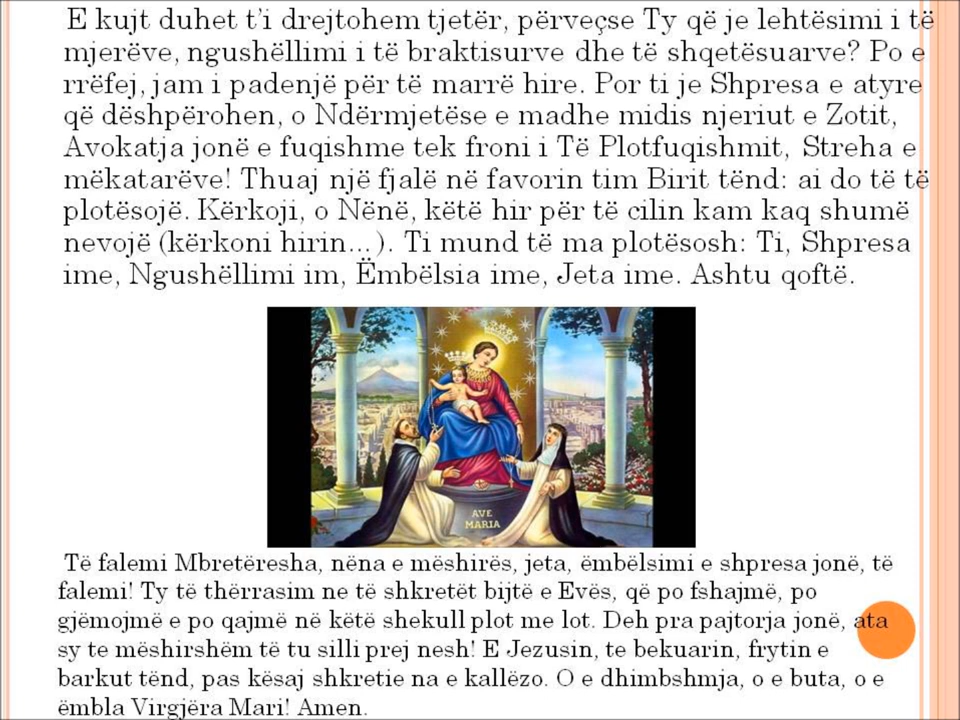 E kujt duhet t’i drejtohem tjetër, përveçse Ty që je lehtësimi i të
mjerëve, ngushëllimi i të braktisurve dhe të shqetësuarve? Po e
rrëfej, jam i padenjë për të marrë hire. Por ti je Shpresa e atyre
që dëshpërohen, o Ndërmjetëse e madhe midis njeriut e Zotit,
Avokatja jonë e fuqishme tek froni i Të Plotfuqishmit, Streha e
mëkatarëve! Thuaj një fjalë në favorin tim Birit tënd: ai do të të
plotësojë. Kërkoji, o Nënë, këtë hir për të cilin kam kaq shumë
nevojë (kërkoni hirin…). Ti mund të ma plotësosh: Ti, Shpresa
ime, Ngushëllimi im, Ëmbëlsia ime, Jeta ime. Ashtu qoftë.
AVE
MARIA
Të falemi Mbretëresha, nëna e mëshirës, jeta, ëmbëlsimi e shpresa jonë, të
falemi! Ty të thërrasim ne të shkretët bijtë e Evës, që po fshajmë, po
gjëmojmë e po qajmë në këtë shekull plot me lot. Deh pra pajtorja jonë, ata
sy te mëshirshëm të tu silli prej nesh! E Jezusin, te bekuarin, frytin e
barkut tënd, pas kësaj shkretie na e kallëzo. O e dhimbshmja, o e buta, o e
ëmbla Virgjëra Mari! Amen.